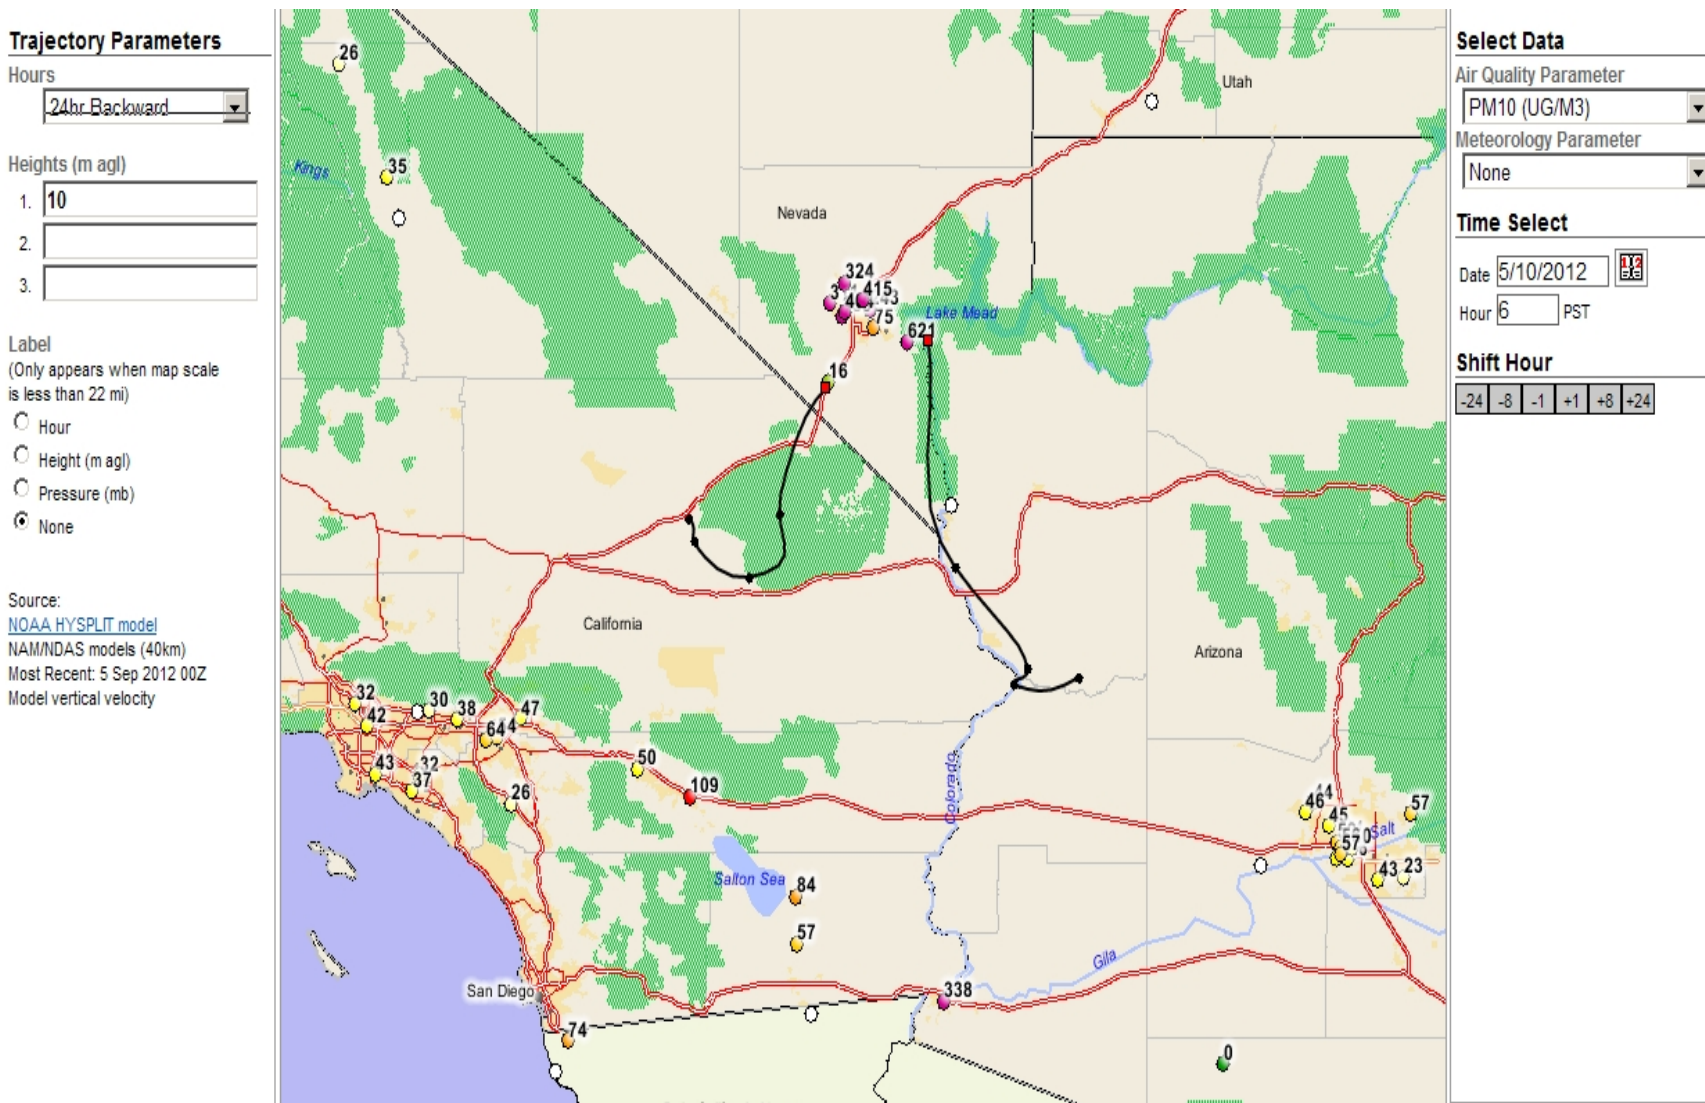 Trajectory Parameters
Hours
24hr Backward
Heights (m agl)
1. 10
2.
3.
Label
(Only appears when map scale
is less than 22 mi)
Hour
Height (m agl)
Pressure (mb)
None
Source:
NOAA HYSPLIT model
NAM/NDAS models (40km)
Most Recent: 5 Sep 2012 00Z
Model vertical velocity
26
Kings
35
Utah
Nevada
324
415
75
Lake Mead
621
16
California
Arizona
32
30
38
47
42
64
43
32
37
26
50
109
Colorado
46
45
57
57
Salt
43
23
Salton Sea
84
57
Gila
San Diego
338
74
0
Select Data
Air Quality Parameter
PM10 (UG/M3)
Meteorology Parameter
None
Time Select
Date 5/10/2012
Hour 6 PST
Shift Hour
-24 -8 -1 +1 +8 +24